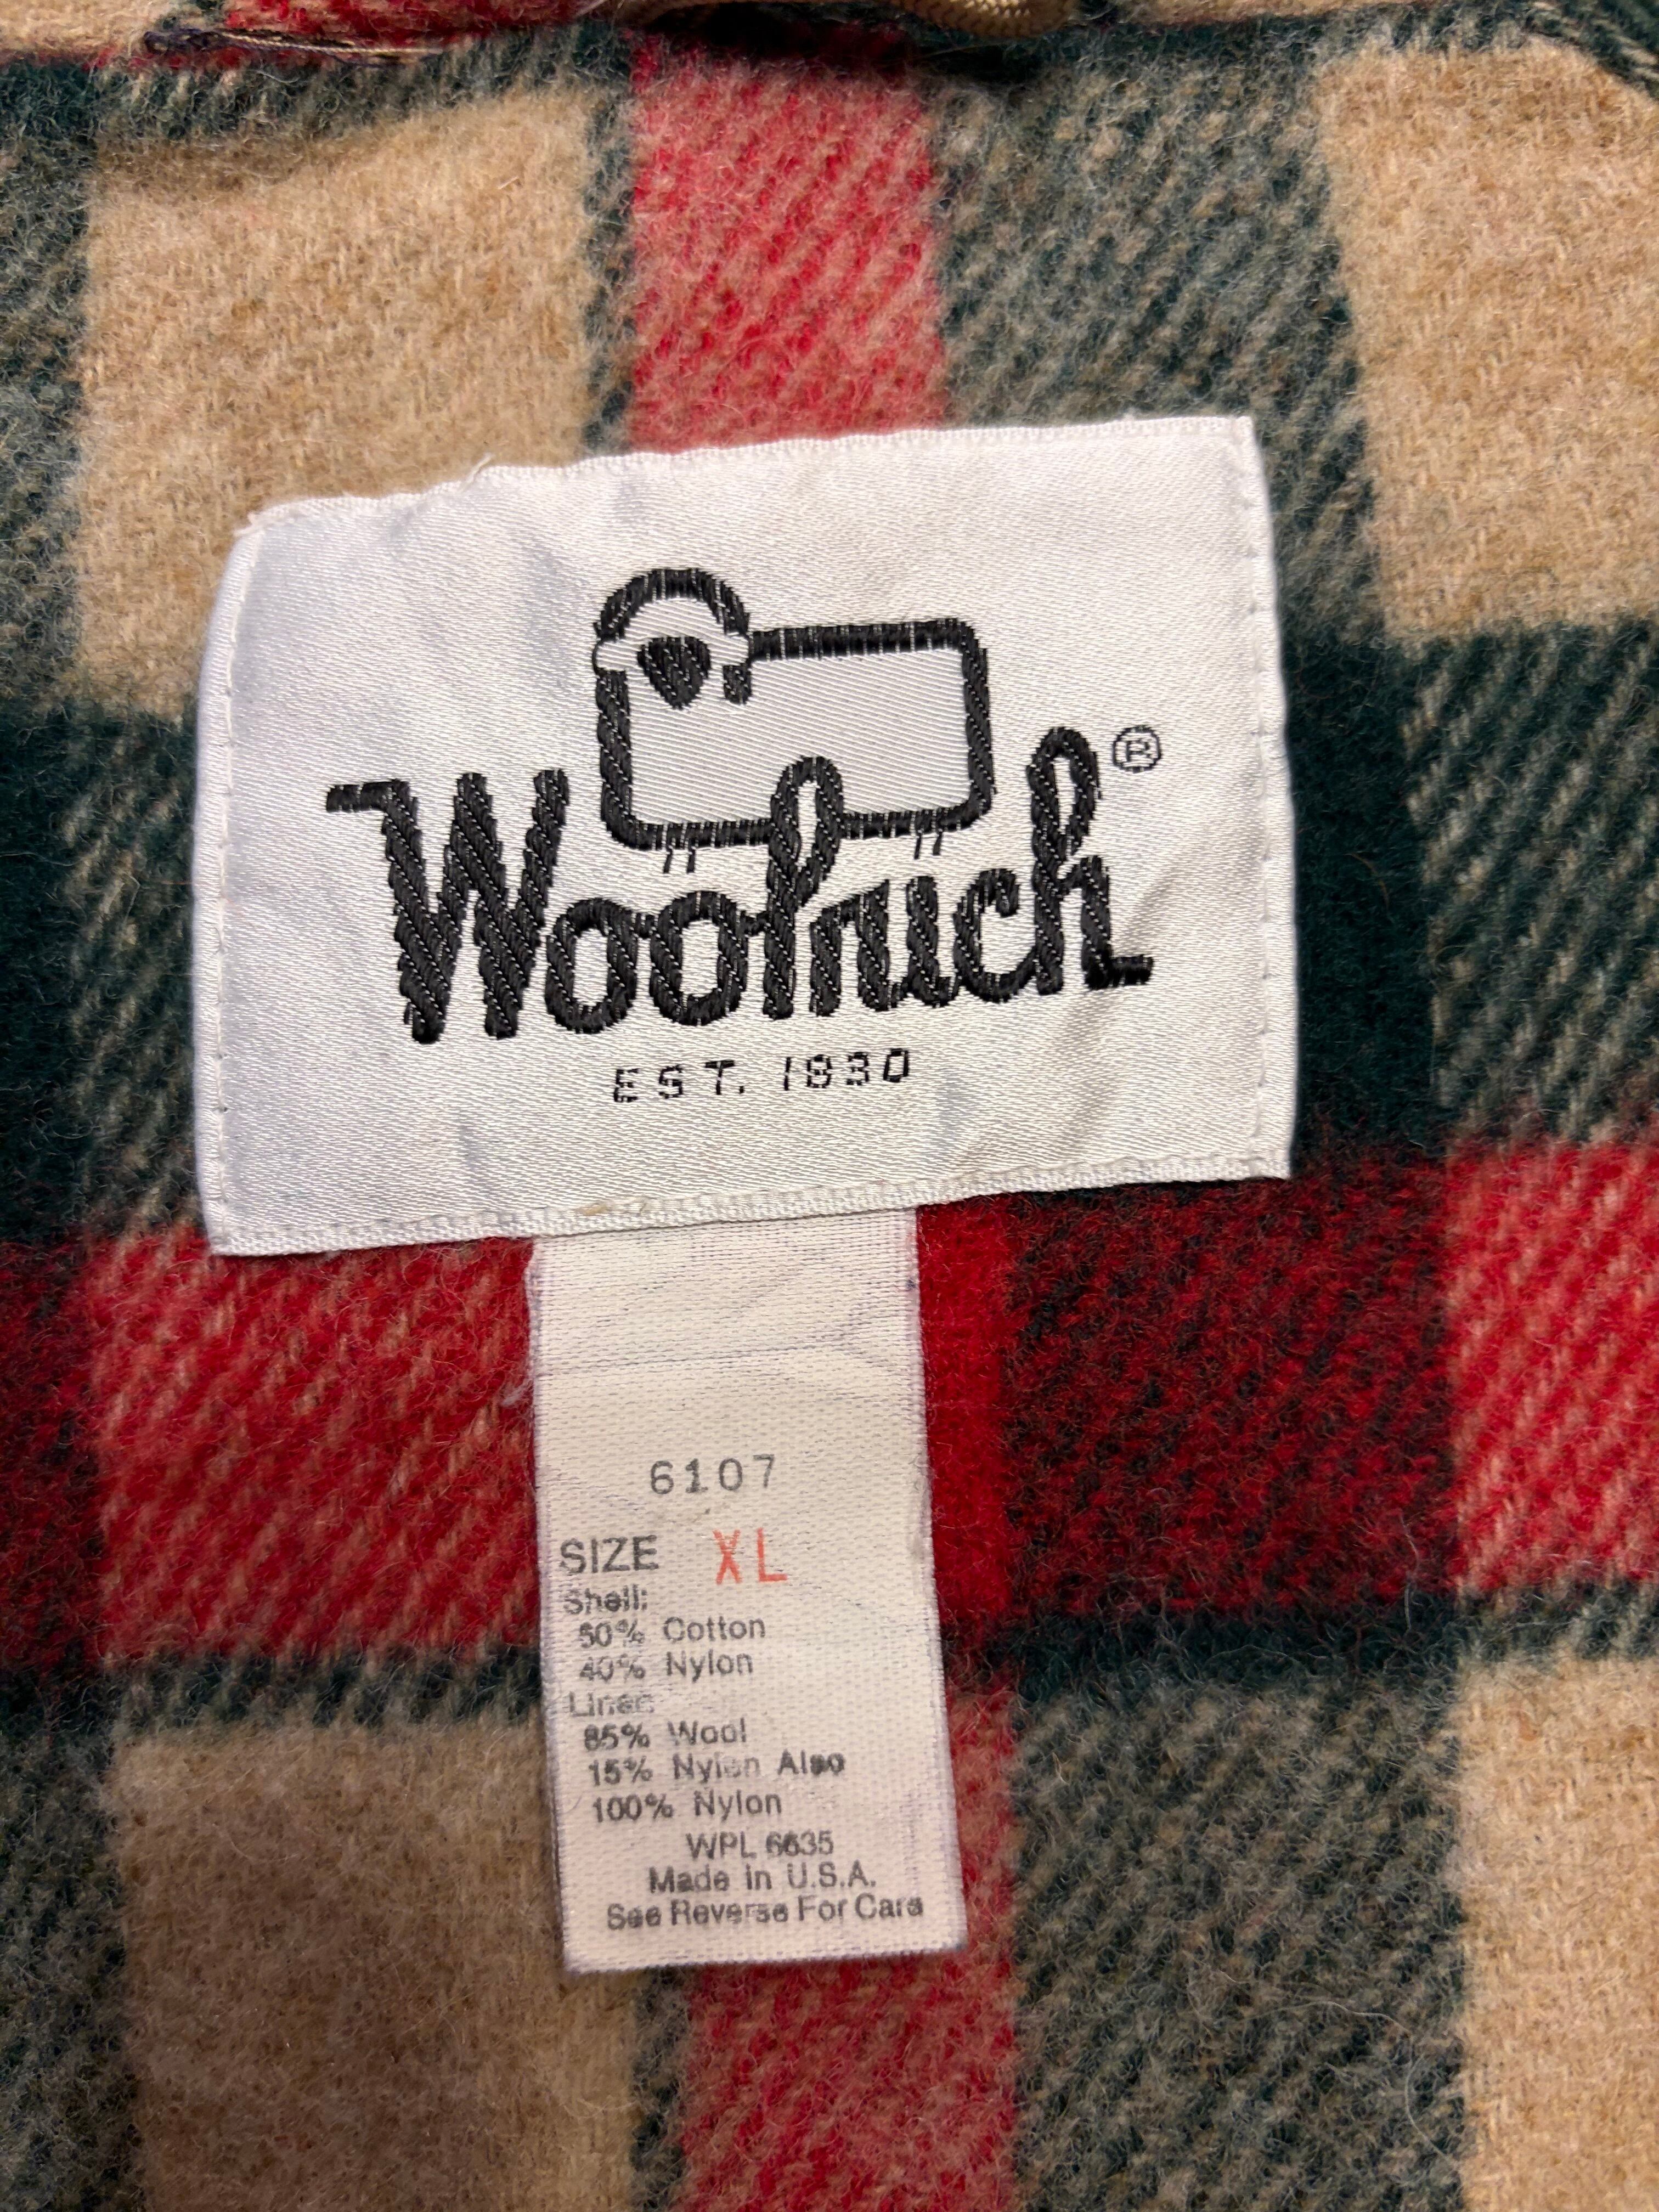 Woolrich®
EST. 1830
6107
SIZE XL
Shell:
60% Cotton
40% Nylon
Liner:
85% Wool
15% Nylon Also
100% Nylon
WPL 6635
Made in U.S.A.
See Reverse For Care